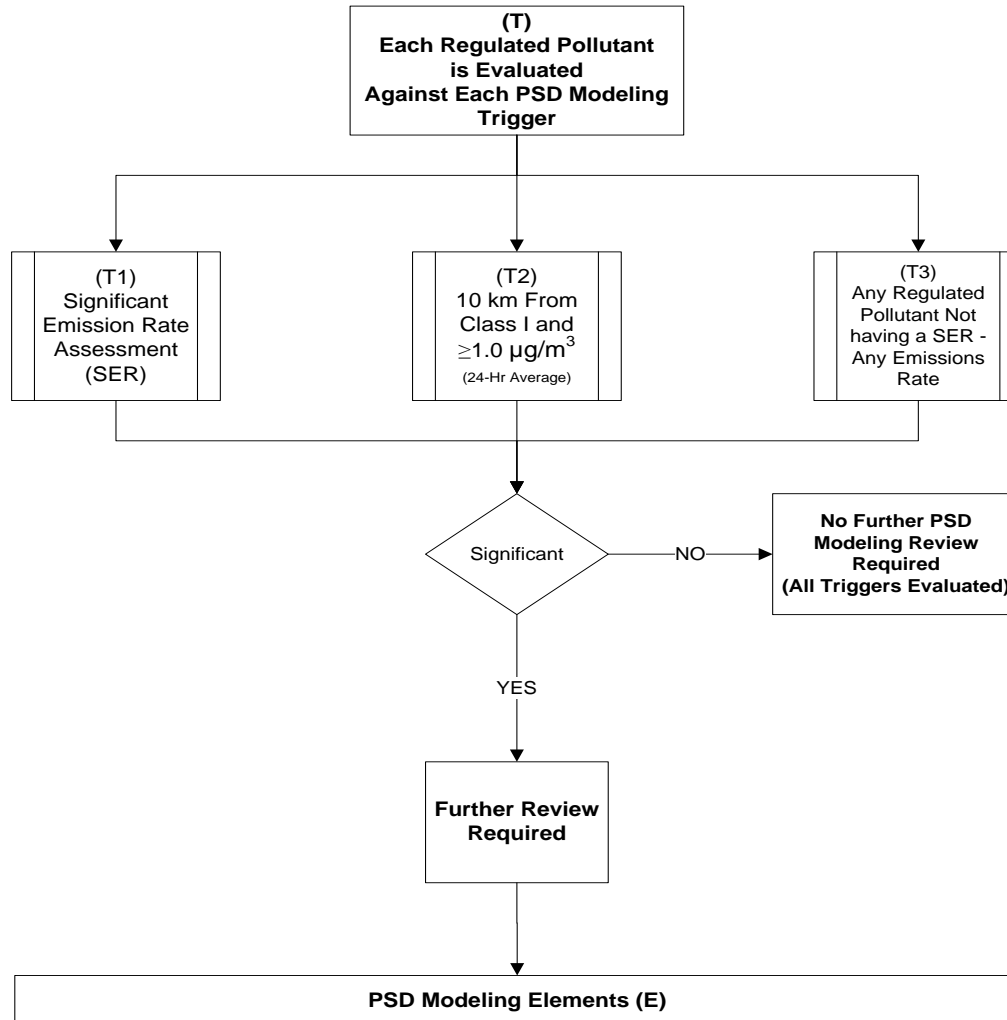 (T)
Each Regulated Pollutant
is Evaluated
Against Each PSD Modeling
Trigger
(T1)
Significant
Emission Rate
Assessment
(SER)
(T2)
10 km From
Class I and
≥1.0 µg/m³
(24-Hr Average)
(T3)
Any Regulated
Pollutant Not
having a SER -
Any Emissions
Rate
Significant
NO
No Further PSD
Modeling Review
Required
(All Triggers Evaluated)
YES
Further Review
Required
PSD Modeling Elements (E)